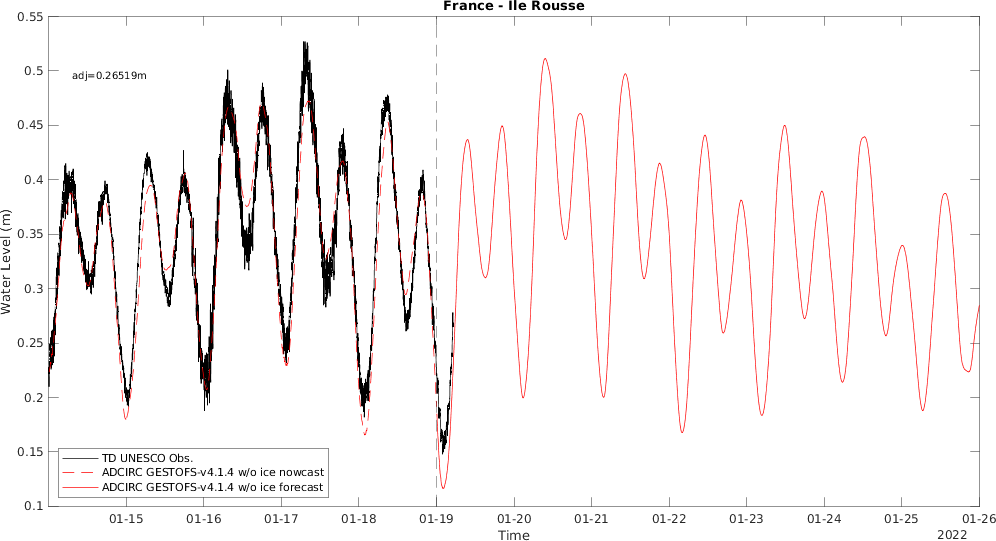 France - Ile Rousse
adj=0.26519m
Water Level (m)
0.55
0.5
0.45
0.4
0.35
0.3
0.25
0.2
0.15
0.1
TD UNESCO Obs.
ADCIRC GESTOFS-v4.1.4 w/o ice nowcast
ADCIRC GESTOFS-v4.1.4 w/o ice forecast
01-15 01-16 01-17 01-18 01-19 01-20 01-21 01-22 01-23 01-24 01-25 01-26
Time
2022